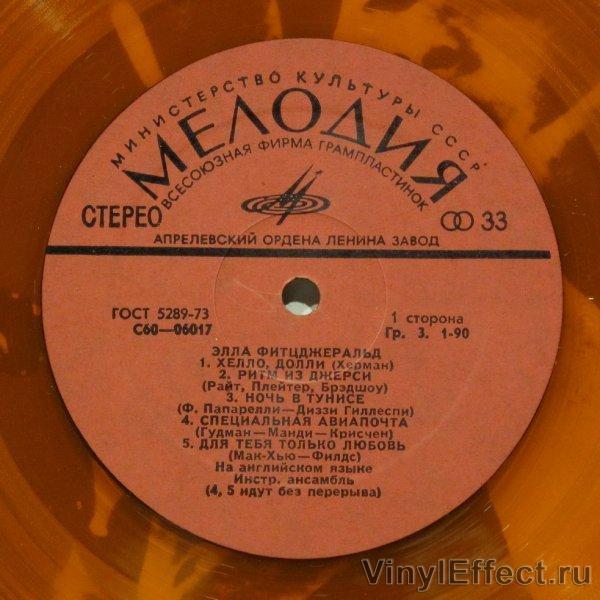 МИНИСТЕРСТВО КУЛЬТУРЫ СССР
МЕЛОДИЯ
ВСЕСОЮЗНАЯ ФИРМА ГРАМПЛАСТИНОК
СТЕРЕО
33
АПРЕЛЕВСКИЙ ОРДЕНА ЛЕНИНА ЗАВОД
ГОСТ 5289-73
С60—06017
1 сторона
Гр. 3. 1-90
ЭЛЛА ФИТЦДЖЕРАЛЬД
1. ХЕЛЛО, ДОЛЛИ (Херман)
2. РИТМ ИЗ ДЖЕРСИ
(Райт, Плейтер, Брэдшоу)
3. НОЧЬ В ТУНИСЕ
(Ф. Папарелли—Диззи Гиллеспи)
4. СПЕЦИАЛЬНАЯ АВИАПОЧТА
(Гудман—Манди—Крисчен)
5. ДЛЯ ТЕБЯ ТОЛЬКО ЛЮБОВЬ
(Мак-Хью—Филдс)
На английском языке
Инстр. ансамбль
(4, 5 идут без перерыва)
VinylEffect.ru